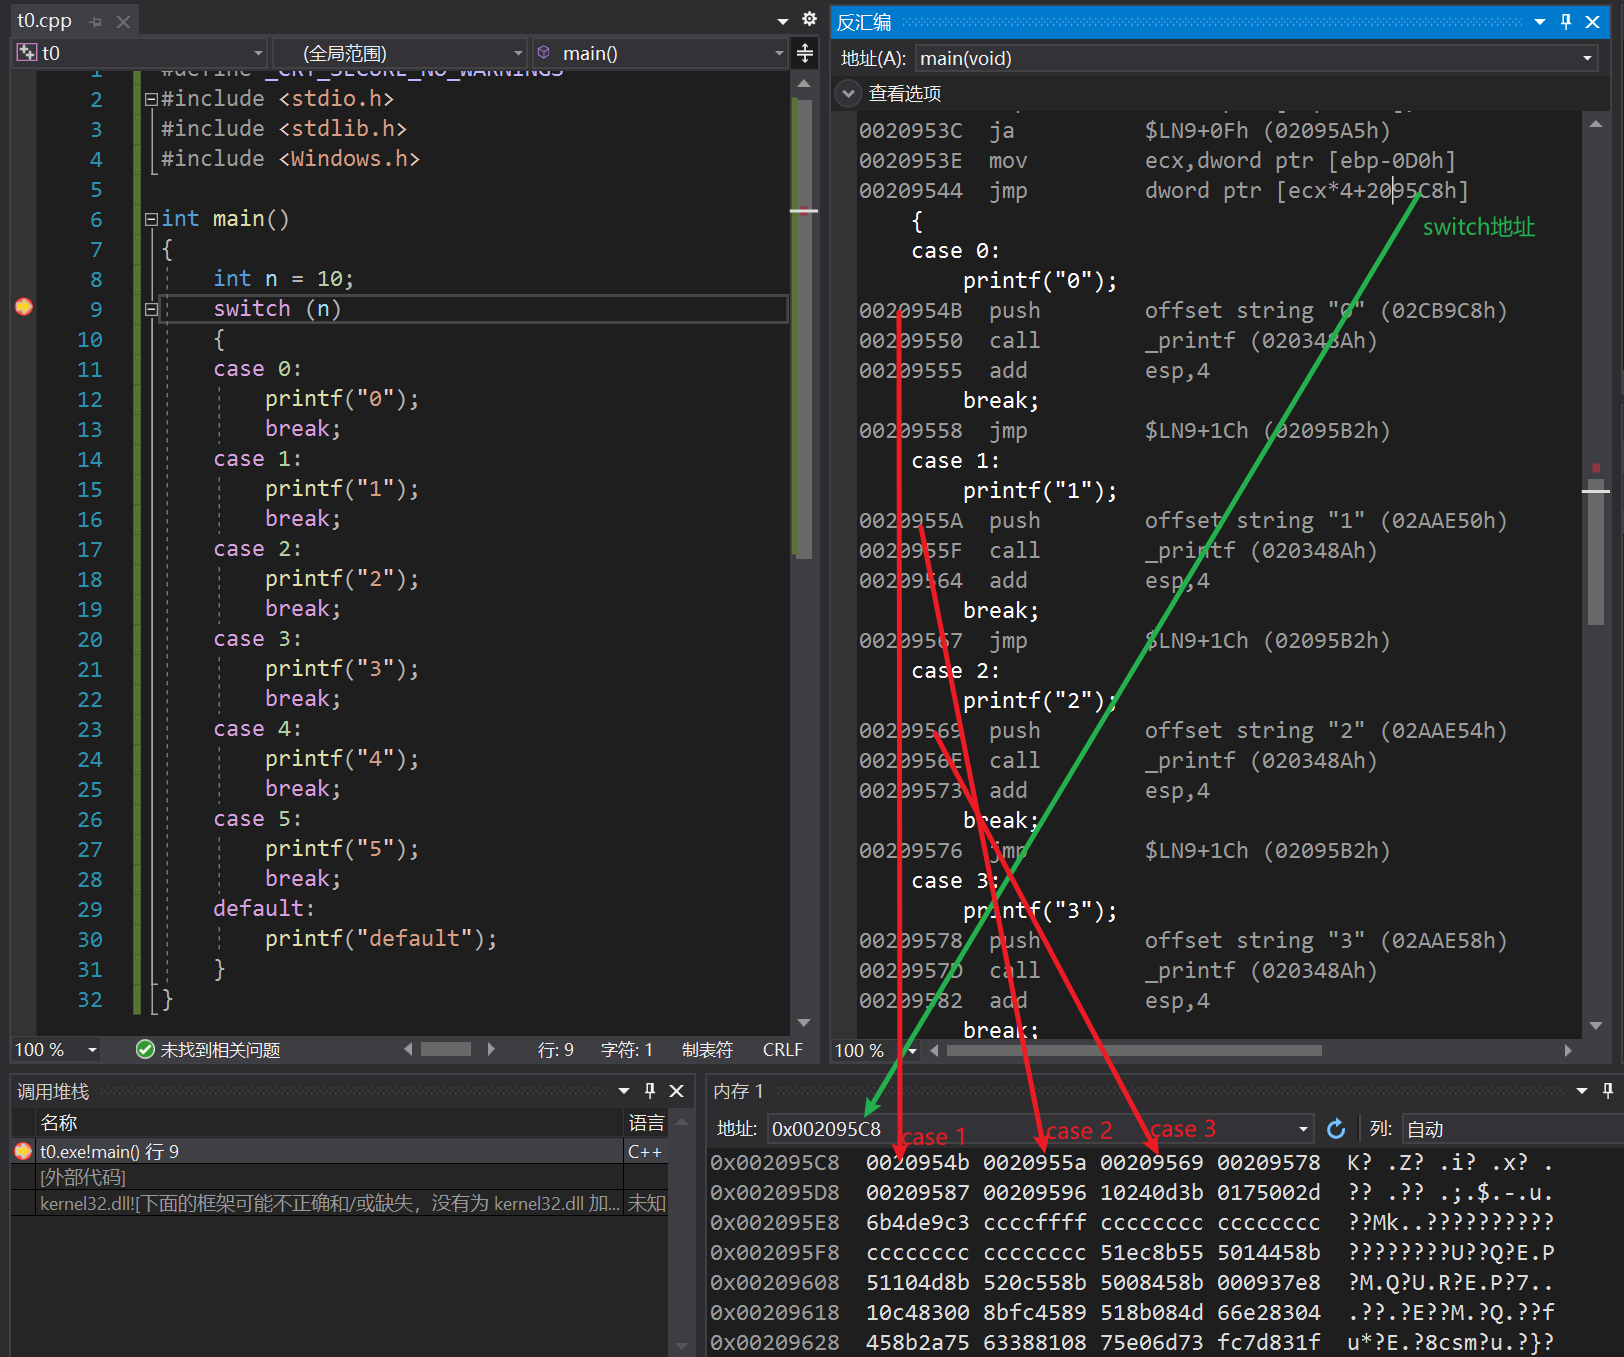 t0.cpp
t0
(全局范围)
main()
1 #define _CRT_SECURE_NO_WARNINGS
2 #include <stdio.h>
3 #include <stdlib.h>
4 #include <Windows.h>
5
6 int main()
7 {
8 int n = 10;
9 switch (n)
10 {
11 case 0:
12 printf("0");
13 break;
14 case 1:
15 printf("1");
16 break;
17 case 2:
18 printf("2");
19 break;
20 case 3:
21 printf("3");
22 break;
23 case 4:
24 printf("4");
25 break;
26 case 5:
27 printf("5");
28 break;
29 default:
30 printf("default");
31 }
32 }
100 % 未找到相关问题 行: 9 字符: 1 制表符 CRLF
反汇编
地址(A): main(void)
查看选项
0020953C ja $LN9+0Fh (02095A5h)
0020953E mov ecx,dword ptr [ebp-0D0h]
00209544 jmp dword ptr [ecx*4+2095C8h]
switch地址
{
case 0:
printf("0");
0020954B push offset string "0" (02CB9C8h)
00209550 call _printf (020348Ah)
00209555 add esp,4
break;
00209558 jmp $LN9+1Ch (02095B2h)
case 1:
printf("1");
0020955A push offset string "1" (02AAE50h)
0020955F call _printf (020348Ah)
00209564 add esp,4
break;
00209567 jmp $LN9+1Ch (02095B2h)
case 2:
printf("2");
00209569 push offset string "2" (02AAE54h)
0020956E call _printf (020348Ah)
00209573 add esp,4
break;
00209576 jmp $LN9+1Ch (02095B2h)
case 3:
printf("3");
00209578 push offset string "3" (02AAE58h)
0020957D call _printf (020348Ah)
00209582 add esp,4
break;
100 %
调用堆栈
名称 语言
t0.exe!main() 行 9 C++
[外部代码]
kernel32.dll![下面的框架可能不正确和/或缺失，没有为 kernel32.dll 加... 未知
内存 1
地址: 0x002095C8 列: 自动
case 1
case 2
case 3
0x002095C8 0020954b 0020955a 00209569 00209578 K? .Z? .i? .x? .
0x002095D8 00209587 00209596 10240d3b 0175002d ?? .?? .;.$.-.u.
0x002095E8 6b4de9c3 ccccffff cccccccc cccccccc ??Mk..??????????
0x002095F8 cccccccc cccccccc 51ec8b55 5014458b ????????U??Q?E.P
0x00209608 51104d8b 520c558b 5008458b 000937e8 ?M.Q?U.R?E.P?7..
0x00209618 10c48300 8bfc4589 518b084d 66e28304 .??.?E??M.?Q.??f
0x00209628 458b2a75 63388108 75e06d73 fc7d831f u*?E.?8csm?u.?}?